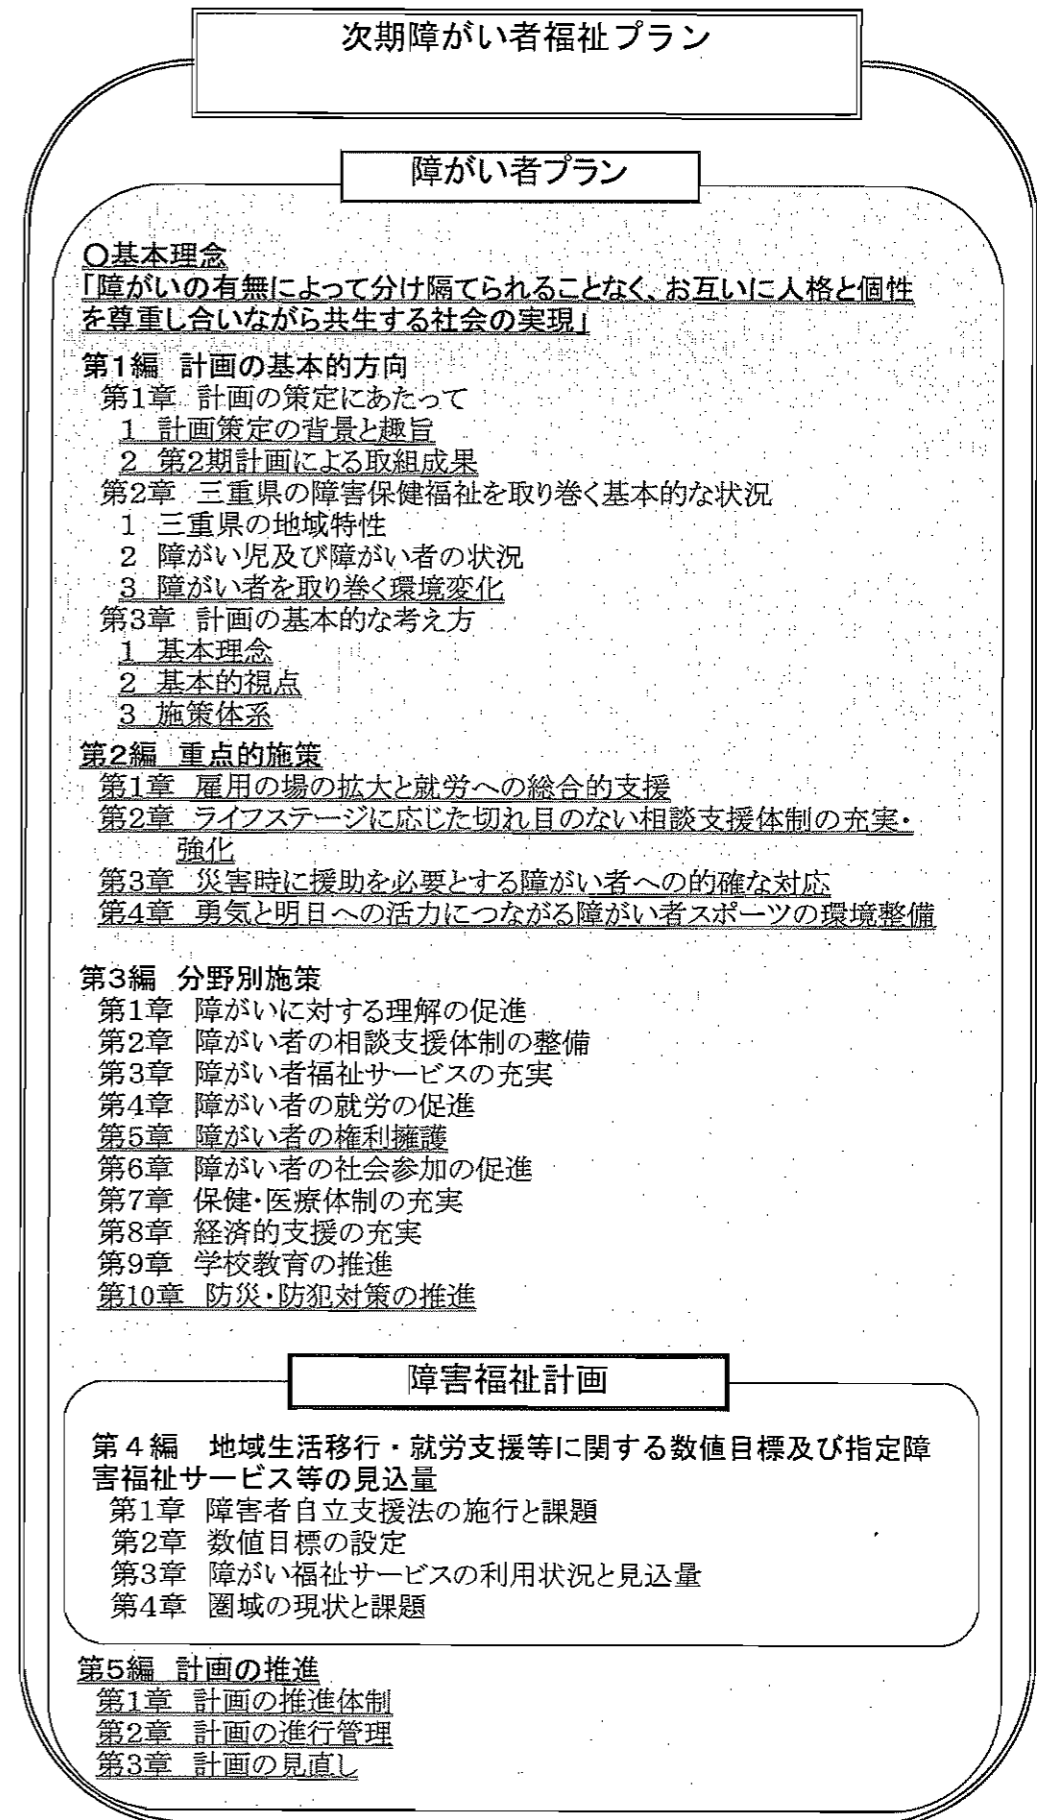 次期障がい者福祉プラン
障がい者プラン
○基本理念
「障がいの有無によって分け隔てられることなく、お互いに人格と個性
を尊重し合いながら共生する社会の実現」
第1編 計画の基本的方向
第1章 計画の策定にあたって
1 計画策定の背景と趣旨
2 第2期計画による取組成果
第2章 三重県の障害保健福祉を取り巻く基本的な状況
1 三重県の地域特性
2 障がい児及び障がい者の状況
3 障がい者を取り巻く環境変化
第3章 計画の基本的な考え方
1 基本理念
2 基本的視点
3 施策体系
第2編 重点的施策
第1章 雇用の場の拡大と就労への総合的支援
第2章 ライフステージに応じた切れ目のない相談支援体制の充実・
強化
第3章 災害時に援助を必要とする障がい者への的確な対応
第4章 勇気と明日への活力につながる障がい者スポーツの環境整備
第3編 分野別施策
第1章 障がいに対する理解の促進
第2章 障がい者の相談支援体制の整備
第3章 障がい者福祉サービスの充実
第4章 障がい者の就労の促進
第5章 障がい者の権利擁護
第6章 障がい者の社会参加の促進
第7章 保健・医療体制の充実
第8章 経済的支援の充実
第9章 学校教育の推進
第10章 防災・防犯対策の推進
障害福祉計画
第4編 地域生活移行・就労支援等に関する数値目標及び指定障
害福祉サービス等の見込量
第1章 障害者自立支援法の施行と課題
第2章 数値目標の設定
第3章 障がい福祉サービスの利用状況と見込量
第4章 圏域の現状と課題
第5編 計画の推進
第1章 計画の推進体制
第2章 計画の進行管理
第3章 計画の見直し